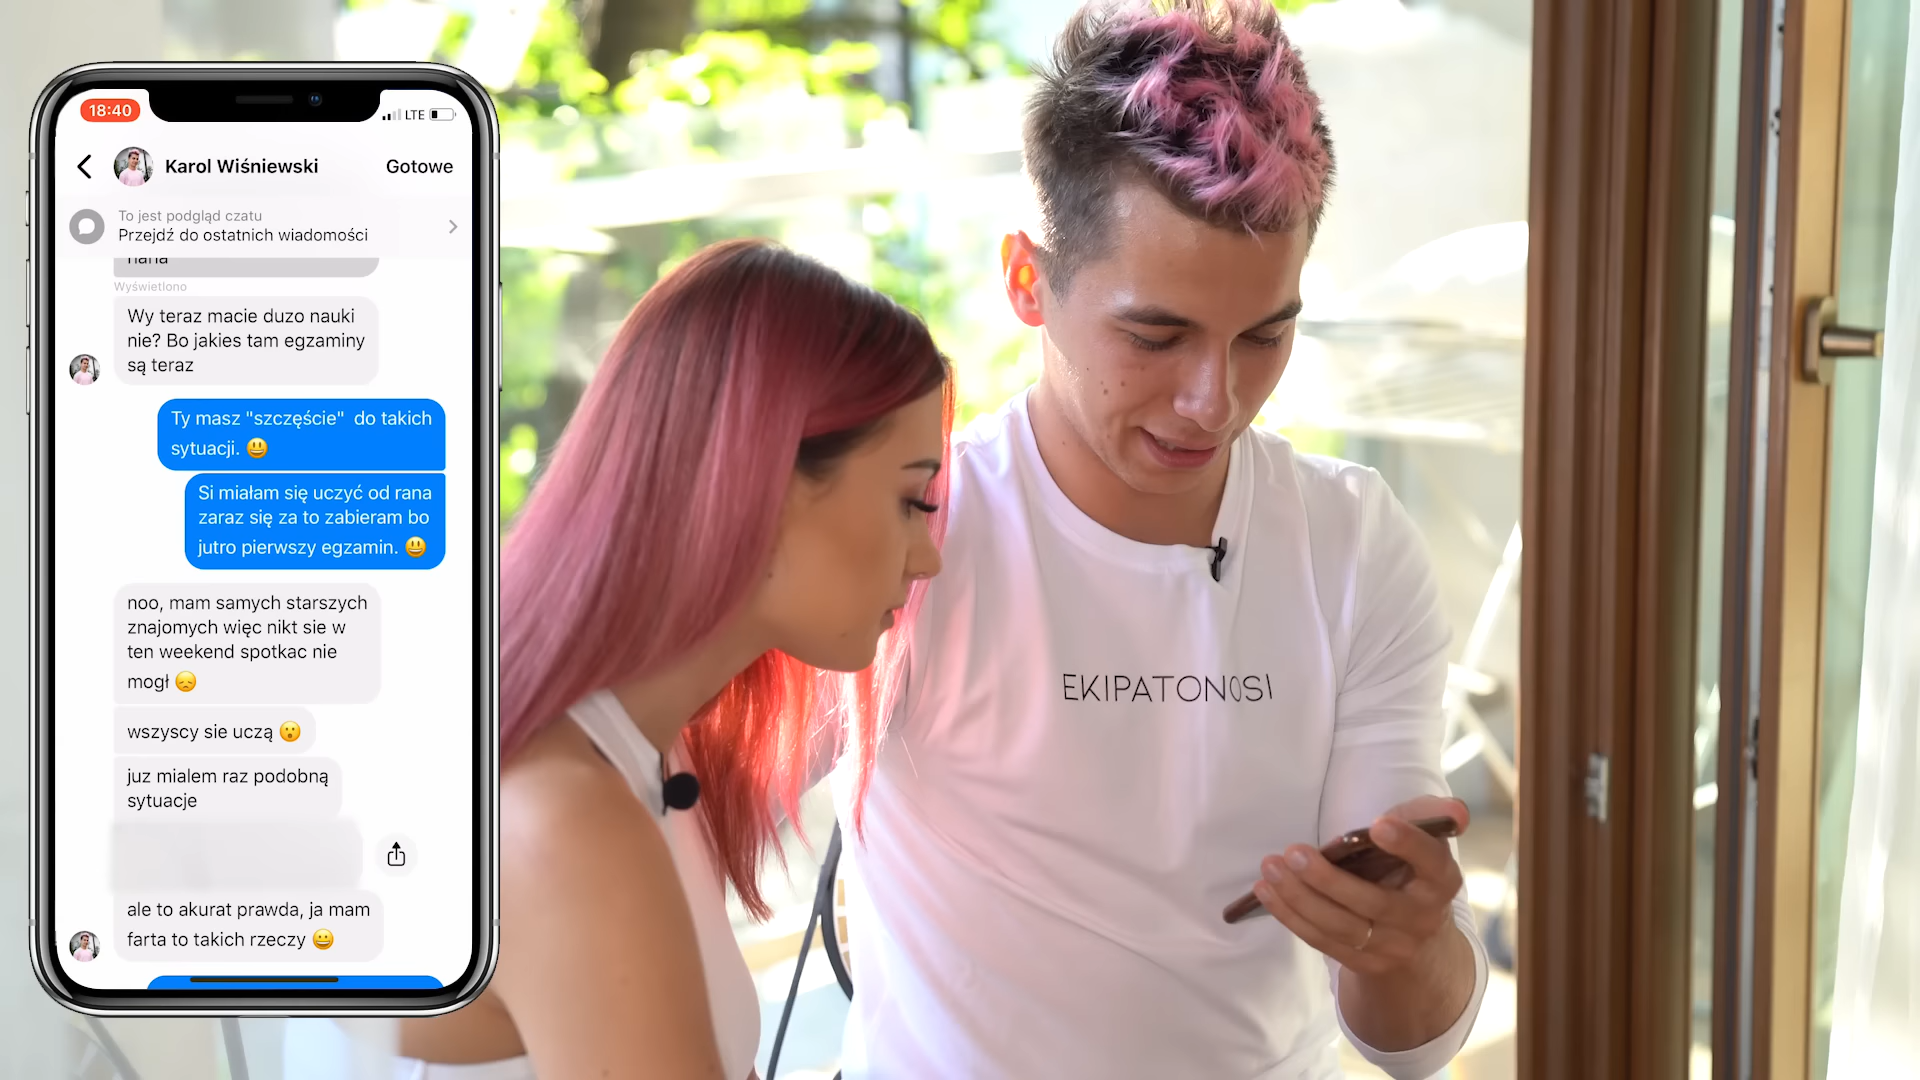 18:40
LTE
Karol Wiśniewski
Gotowe
To jest podgląd czatu
Przejdź do ostatnich wiadomości
Wyświetlono
Wy teraz macie duzo nauki
nie? Bo jakies tam egzaminy
są teraz
Ty masz "szczęście"  do takich
sytuacji. 😃
Si miałam się uczyć od rana
zaraz się za to zabieram bo
jutro pierwszy egzamin. 😃
noo, mam samych starszych
znajomych więc nikt sie w
ten weekend spotkac nie
mogł 😞
wszyscy sie uczą 😮
juz mialem raz podobną
sytuacje
ale to akurat prawda, ja mam
farta to takich rzeczy 😀
EKIPATONOSI